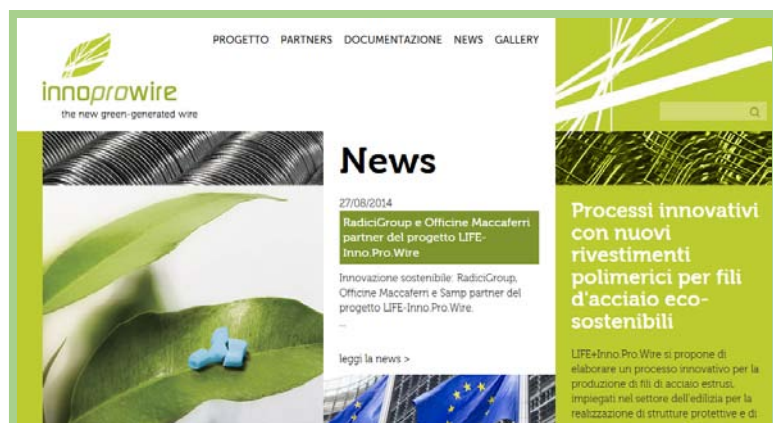 PROGETTO PARTNERS DOCUMENTAZIONE NEWS GALLERY
innoprowire
the new green-generated wire
News
27/08/2014
RadiciGroup e Officine Maccaferri
partner del progetto LIFE-
Inno.Pro.Wire
Innovazione sostenibile: RadiciGroup,
Officine Maccaferri e Samp partner del
progetto LIFE-Inno.Pro.Wire.
...
leggi la news >
Processi innovativi
con nuovi
rivestimenti
polimerici per fili
d'acciaio eco-
sostenibili
LIFE+Inno.Pro.Wire si propone di
elaborare un processo innovativo per la
produzione di fili di acciaio estrusi,
impiegati nel settore dell'edilizia per la
realizzazione di strutture protettive e di